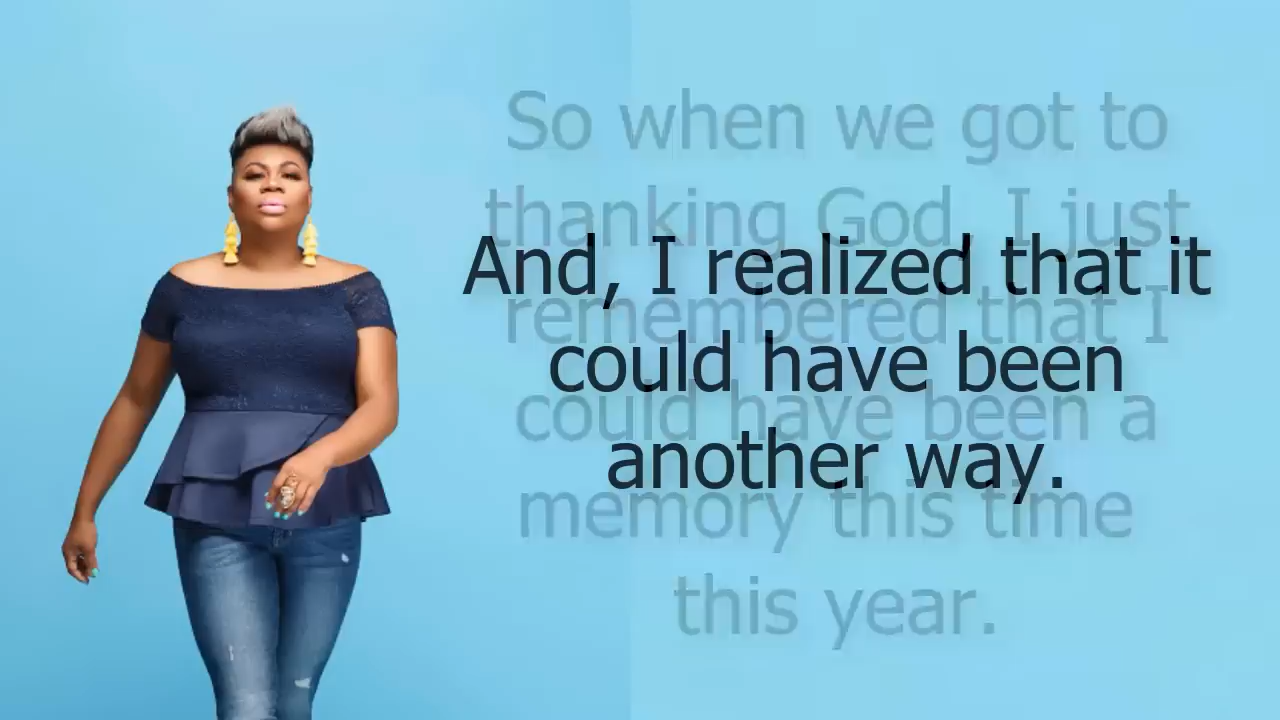 So when we got to
thanking God, I just
remembered that I
could have been a
memory this time
this year.
And, I realized that it
could have been
another way.